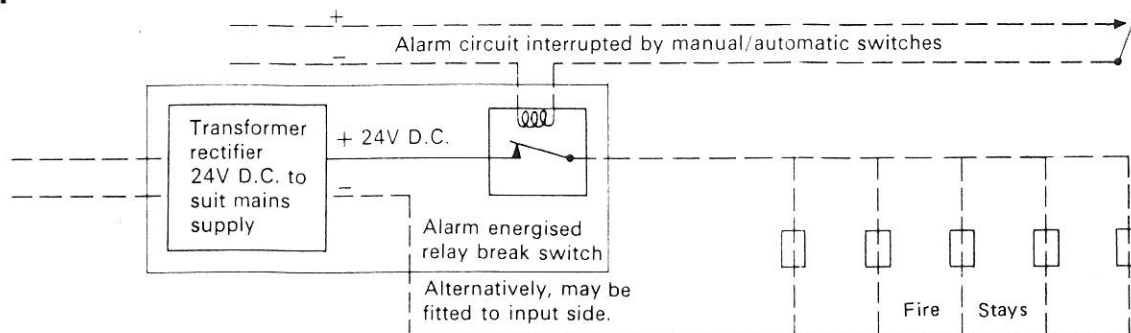 +
Alarm circuit interrupted by manual/automatic switches
−
Transformer
rectifier
24V D.C. to
suit mains
supply
+ 24V D.C.
−
Alarm energised
relay break switch
Alternatively, may be
fitted to input side.
Fire Stays